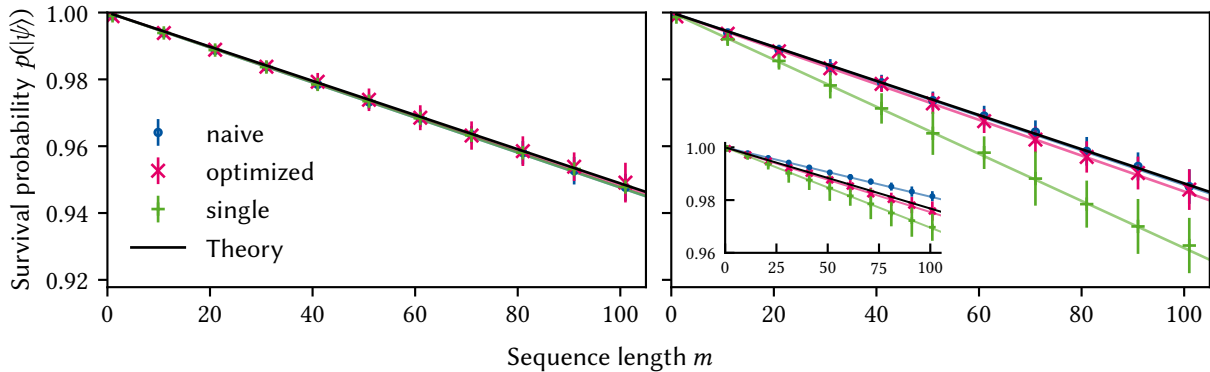 Survival probability p(|ψ⟩)
1.00
0.98
0.96
0.94
0.92
naive
optimized
single
Theory
0 20 40 60 80 100
1.00
0.98
0.96
0 25 50 75 100
0 20 40 60 80 100
Sequence length m